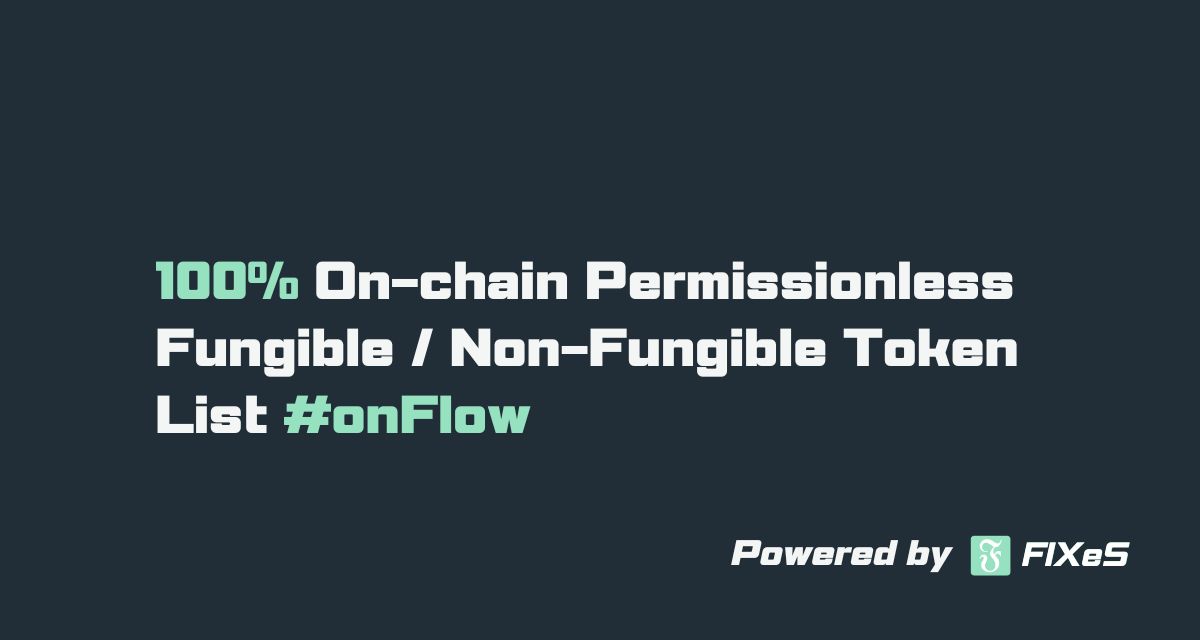 100% On-chain Permissionless
Fungible / Non-Fungible Token
List #onFlow
Powered by FIXeS